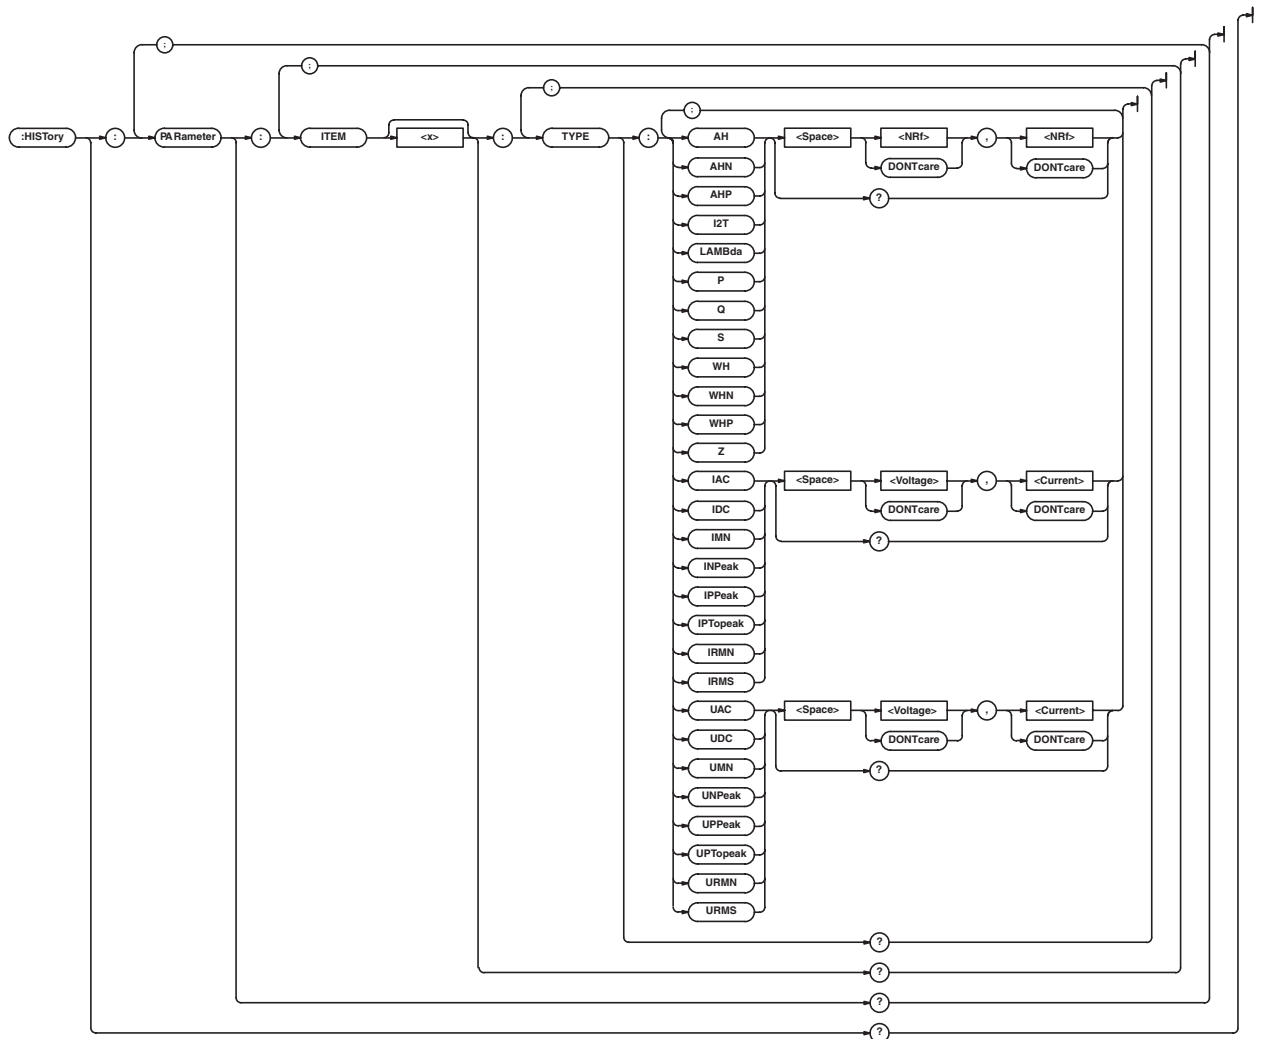 ;
;
;
;
:HISTory : PARameter : ITEM <x> : TYPE : AH <Space> <NRf> , <NRf>
AHN DONTcare DONTcare
AHP ?
I2T
LAMBda
P
Q
S
WH
WHN
WHP
Z
IAC <Space> <Voltage> , <Current>
IDC DONTcare DONTcare
IMN ?
INPeak
IPPeak
IPTopeak
IRMN
IRMS
UAC <Space> <Voltage> , <Current>
UDC DONTcare DONTcare
UMN ?
UNPeak
UPPeak
UPTopeak
URMN
URMS
?
?
?
?